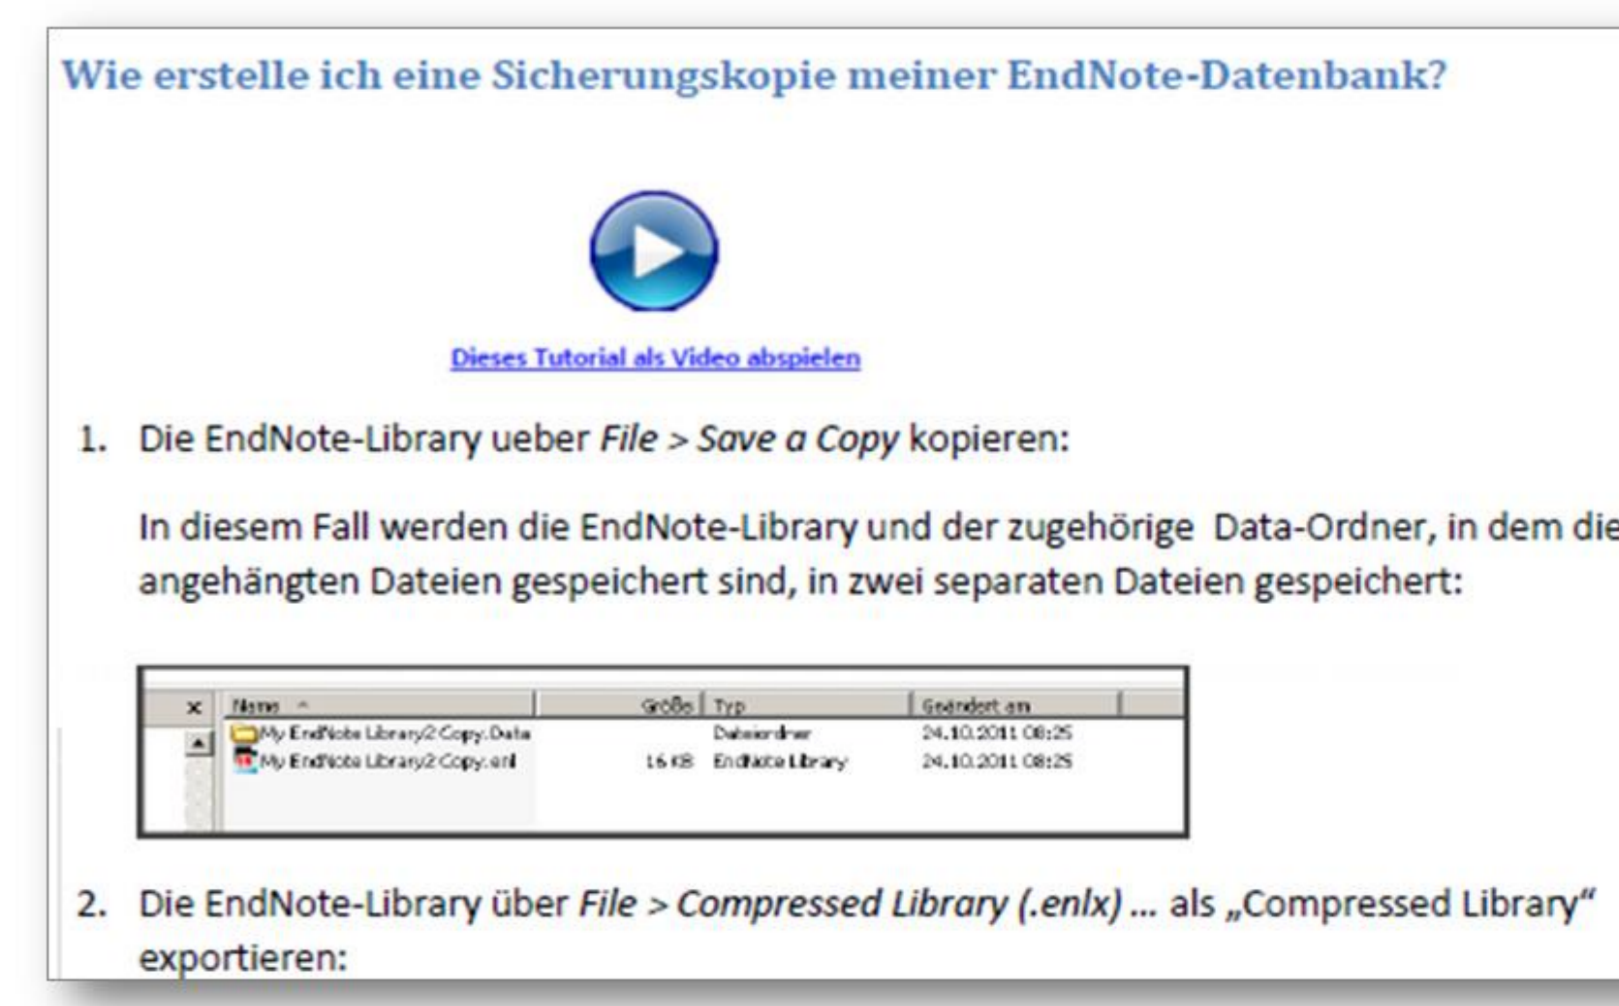 Wie erstelle ich eine Sicherungskopie meiner EndNote-Datenbank?
Dieses Tutorial als Video abspielen
1. Die EndNote-Library ueber File > Save a Copy kopieren:
In diesem Fall werden die EndNote-Library und der zugehörige Data-Ordner, in dem die
angehängten Dateien gespeichert sind, in zwei separaten Dateien gespeichert:
Name Größe Typ Geändert am
My EndNote Library2 Copy.Data Dateiordner 24.10.2011 08:25
My EndNote Library2 Copy.enl 16 KB EndNote Library 24.10.2011 08:25
2. Die EndNote-Library über File > Compressed Library (.enlx) ... als „Compressed Library“
exportieren: